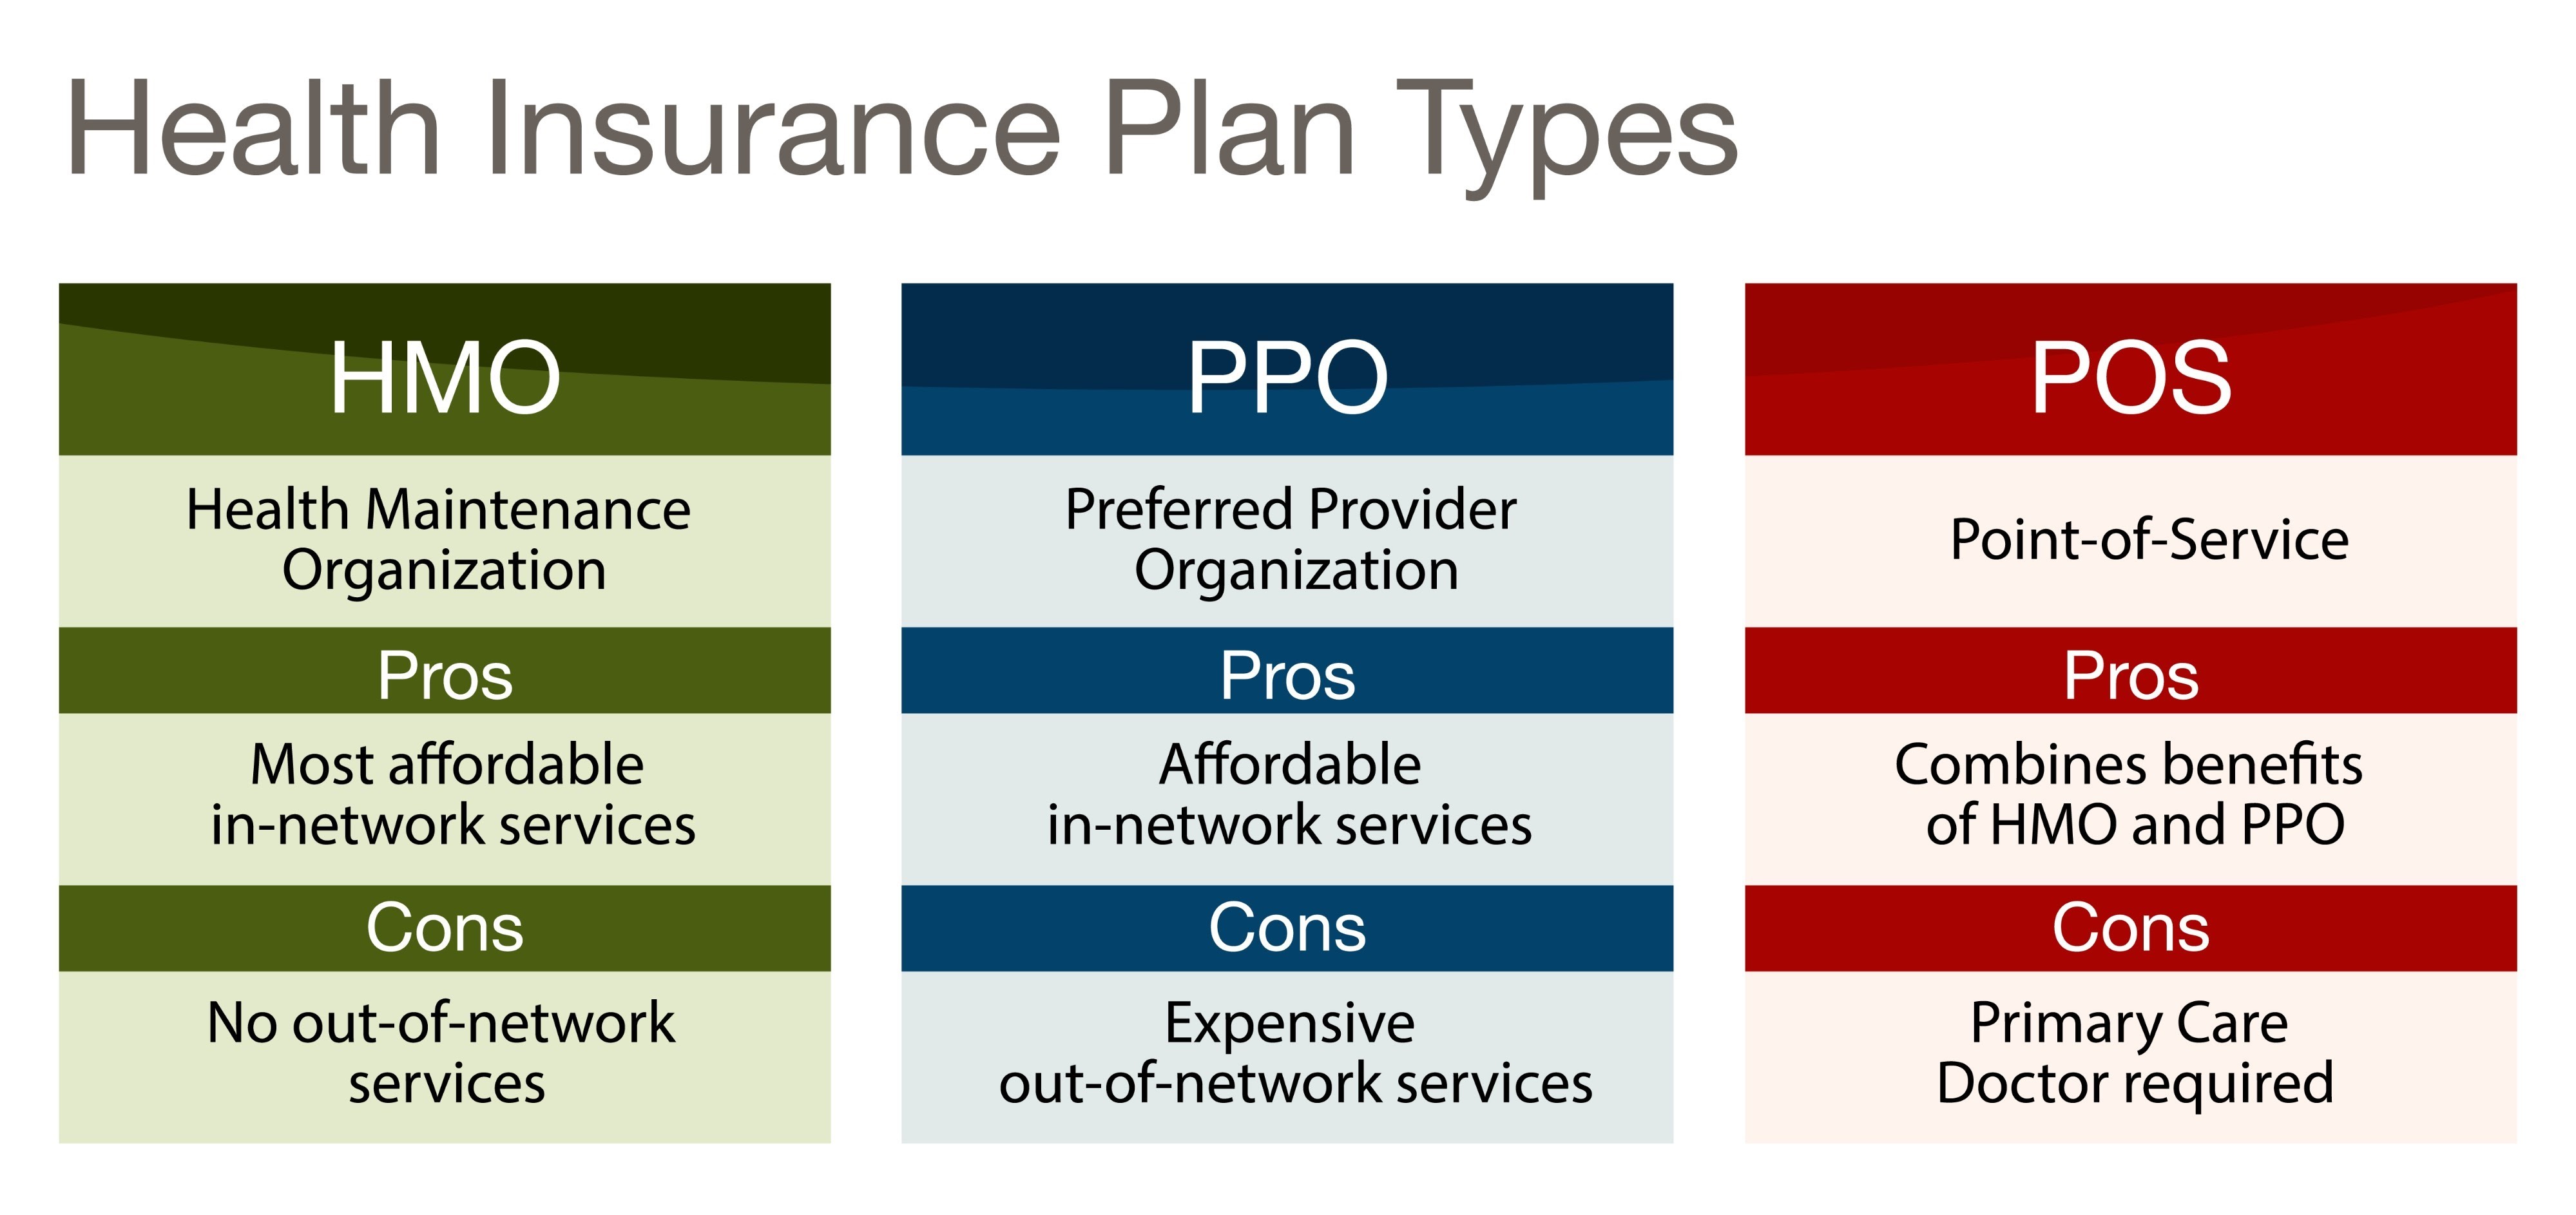 Health Insurance Plan Types
HMO
Health Maintenance
Organization
Pros
Most affordable
in-network services
Cons
No out-of-network
services
PPO
Preferred Provider
Organization
Pros
Affordable
in-network services
Cons
Expensive
out-of-network services
POS
Point-of-Service
Pros
Combines benefits
of HMO and PPO
Cons
Primary Care
Doctor required